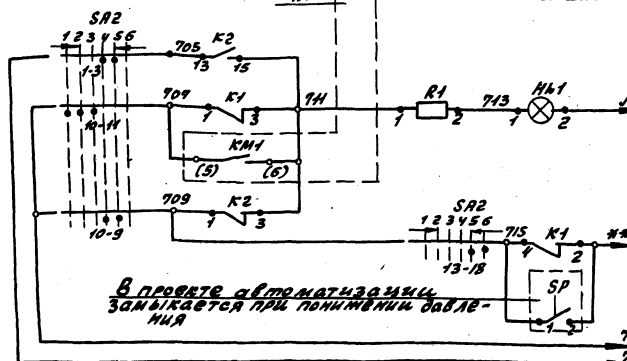 SA2
1 2 3 4 5 6
705 K2
1-3 13 15
709 K1 711 R1 713 HL1
10-11 1 3 1 2 1 2
KM1
(5) (6)
709 K2
10-9 1 3
SA2
1 2 3 4 5 6 715 K1
13-18 4 2
SP
1 2
В проекте автоматизации
замыкается при понижении давле-
ния